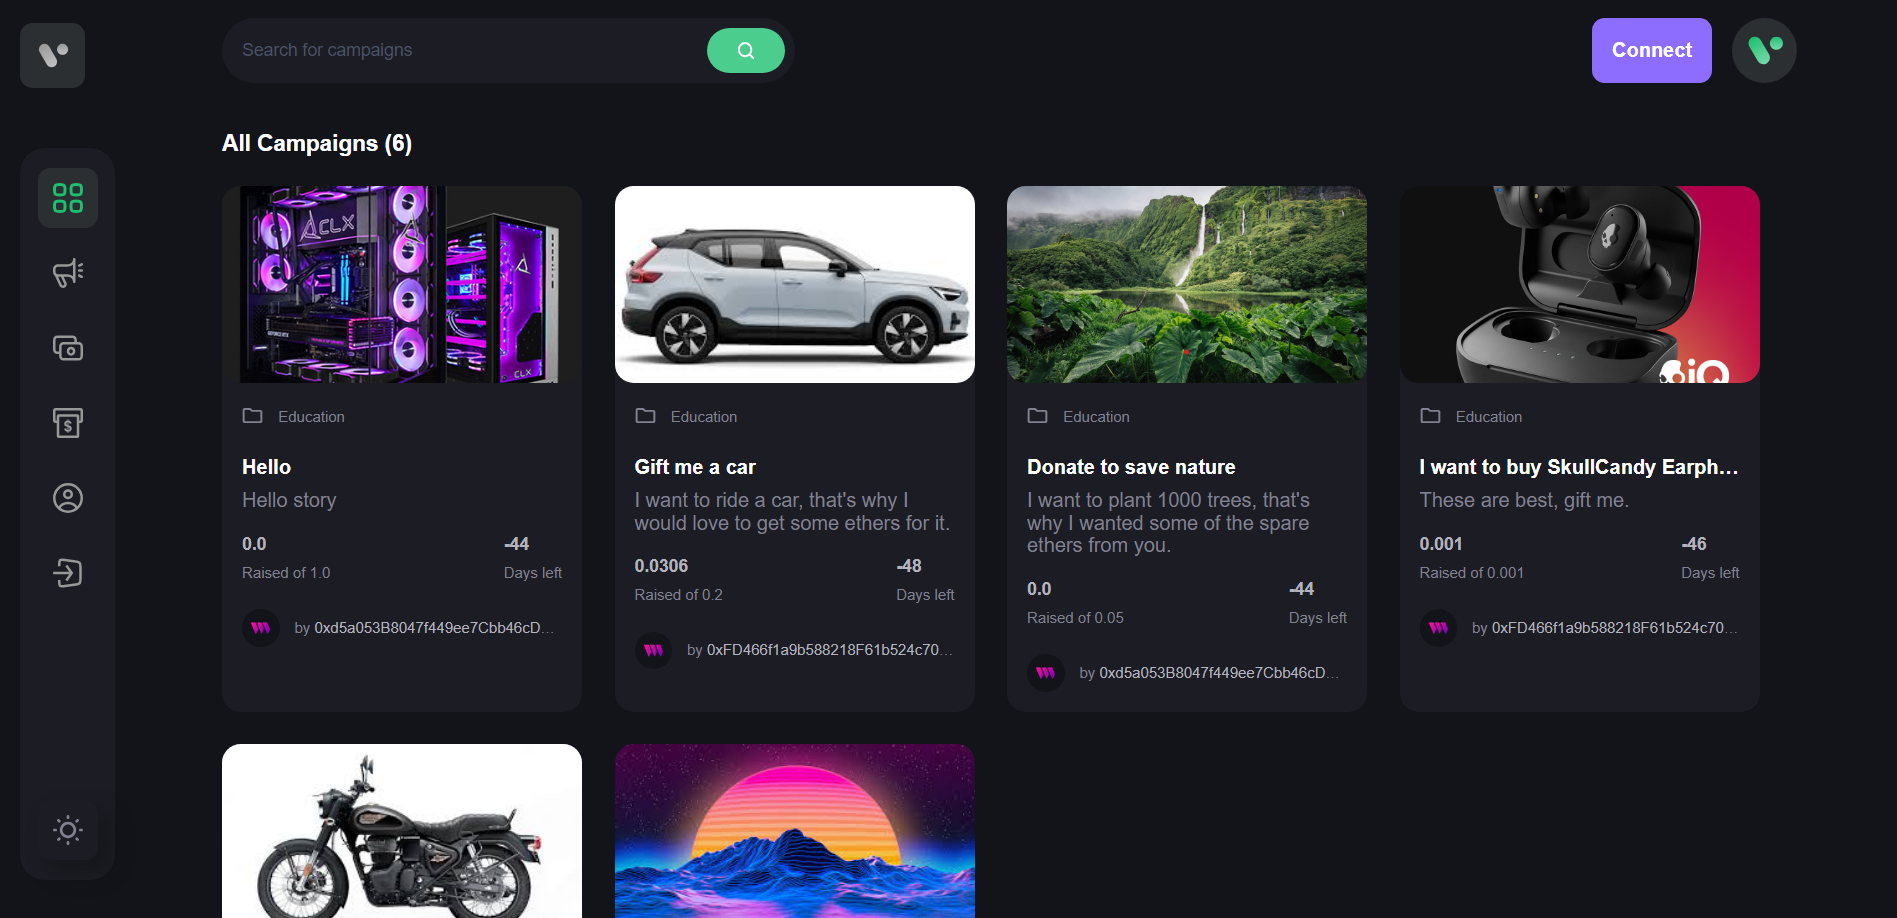 Search for campaigns
Connect
All Campaigns (6)
CLX
CLX
Education
Hello
Hello story
0.0
-44
Raised of 1.0
Days left
by 0xd5a053B8047f449ee7Cbb46cD...
Education
Gift me a car
I want to ride a car, that's why I
would love to get some ethers for it.
0.0306
-48
Raised of 0.2
Days left
by 0xFD466f1a9b588218F61b524c70...
Education
Donate to save nature
I want to plant 1000 trees, that's
why I wanted some of the spare
ethers from you.
0.0
-44
Raised of 0.05
Days left
by 0xd5a053B8047f449ee7Cbb46cD...
iQ
Education
I want to buy SkullCandy Earph...
These are best, gift me.
0.001
-46
Raised of 0.001
Days left
by 0xFD466f1a9b588218F61b524c70...